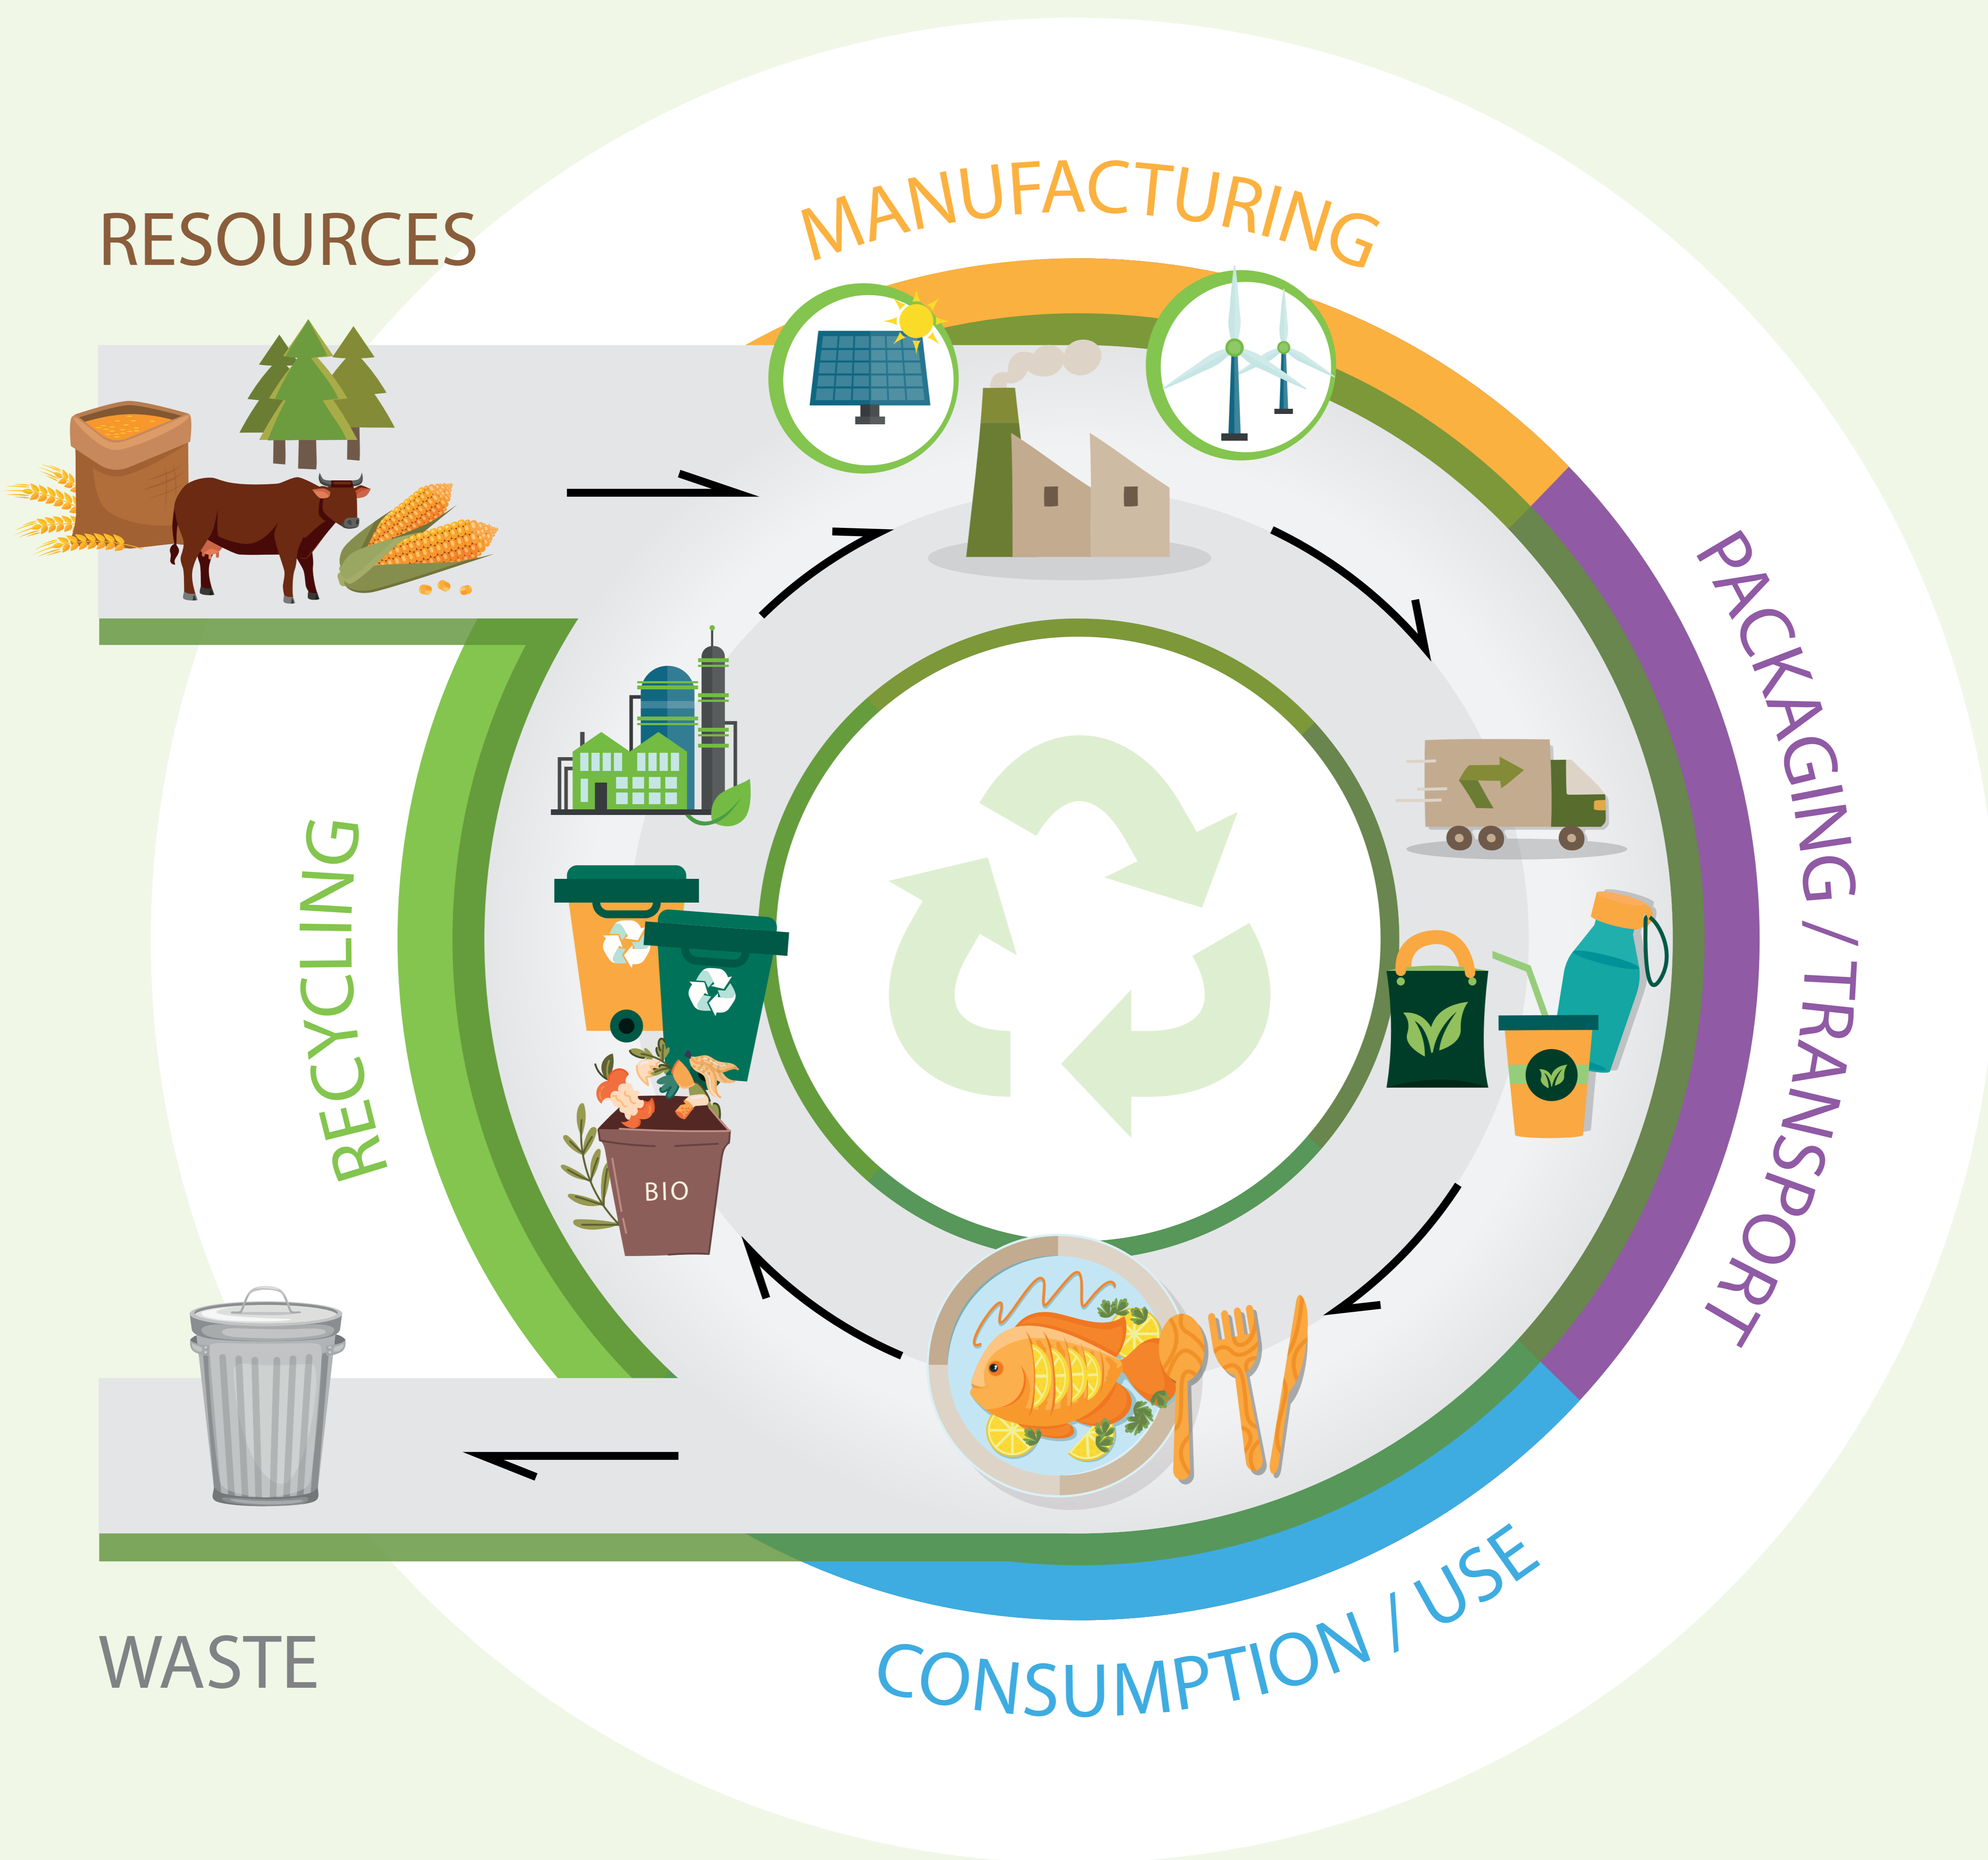 MANUFACTURING
RESOURCES
PACKAGING / TRANSPORT
RECYCLING
BIO
CONSUMPTION / USE
WASTE